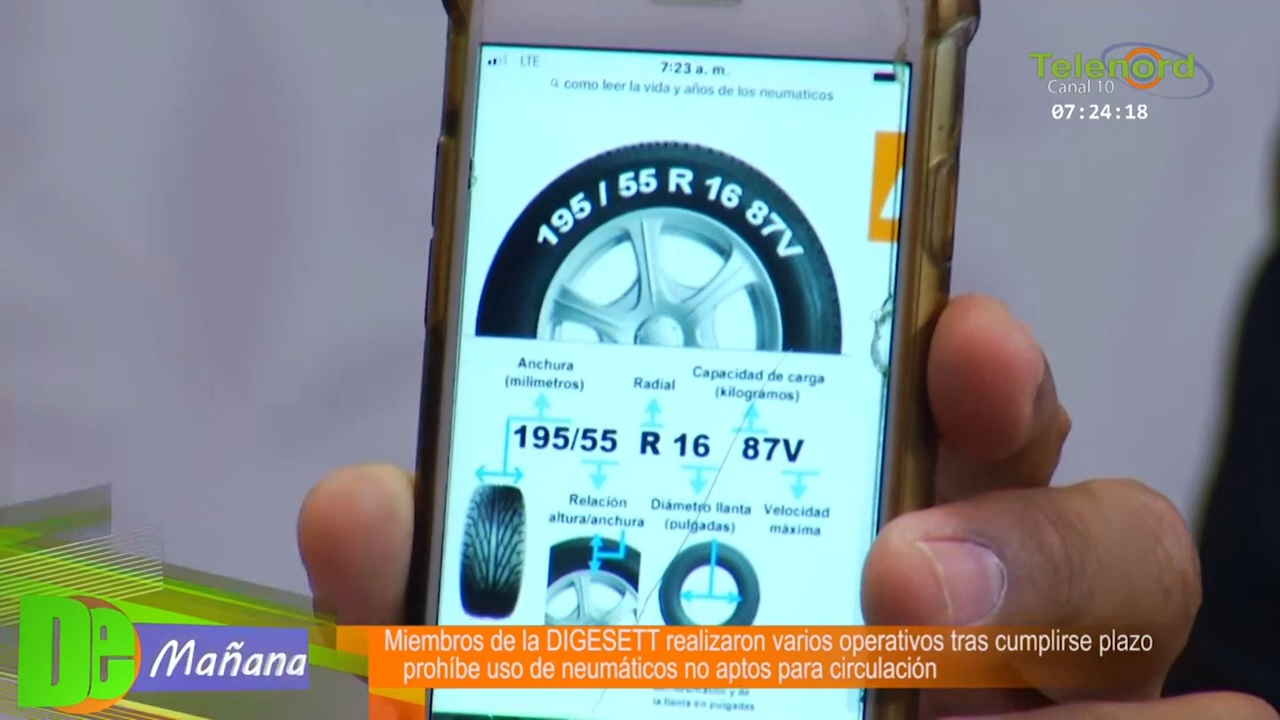 LTE
7:23 a. m.
como leer la vida y años de los neumaticos
Telenord
Canal 10
07:24:18
195 / 55 R 16 87V
Anchura
(milimetros)
Radial
Capacidad de carga
(kilogramos)
195/55 R 16 87V
Relación
altura/anchura
Diámetro llanta
(pulgadas)
Velocidad
màxima
De Mañana
Miembros de la DIGESETT realizaron varios operativos tras cumplirse plazo
prohíbe uso de neumáticos no aptos para circulación
la llanta en pulgadas